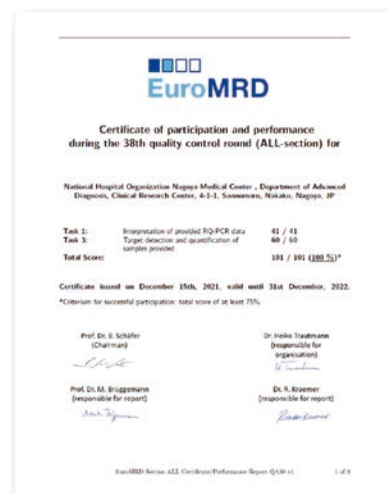 EuroMRD
Certificate of participation and performance
during the 38th quality control round (ALL-section) for
National Hospital Organization Nagoya Medical Center , Department of Advanced
Diagnosis, Clinical Research Center, 4-1-1, Sannomaru, Nakaku, Nagoya, JP
Task 1: Interpretation of provided RQ-PCR data 41 / 41
Task 3: Target detection and quantification of 60 / 60
samples provided
Total Score: 101 / 101 (100 %)*
Certificate issued on December 15th, 2021, valid until 31st December, 2022.
*Criterium for successful participation: total score of at least 75%.
Prof. Dr. B. Schäfer Dr. Heike Trautmann
(Chairman) (responsible for
organisation)
Prof. Dr. M. Brüggemann Dr. R. Kraemer
(responsible for report) (responsible for report)
EuroMRD Section ALL Certificate/Performance Report QA38 v1 1 of 9